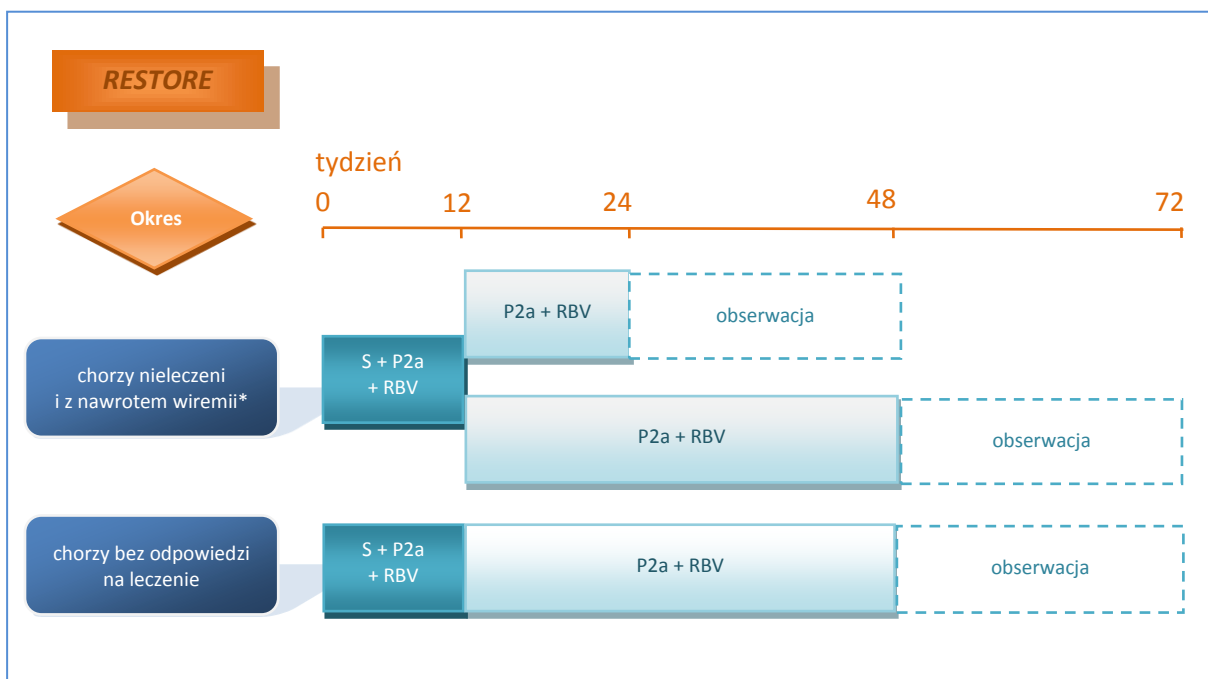 RESTORE
tydzień
Okres
0 12 24 48 72
P2a + RBV
obserwacja
chorzy nieleczeni
i z nawrotem wiremii*
S + P2a
+ RBV
P2a + RBV
obserwacja
chorzy bez odpowiedzi
na leczenie
S + P2a
+ RBV
P2a + RBV
obserwacja